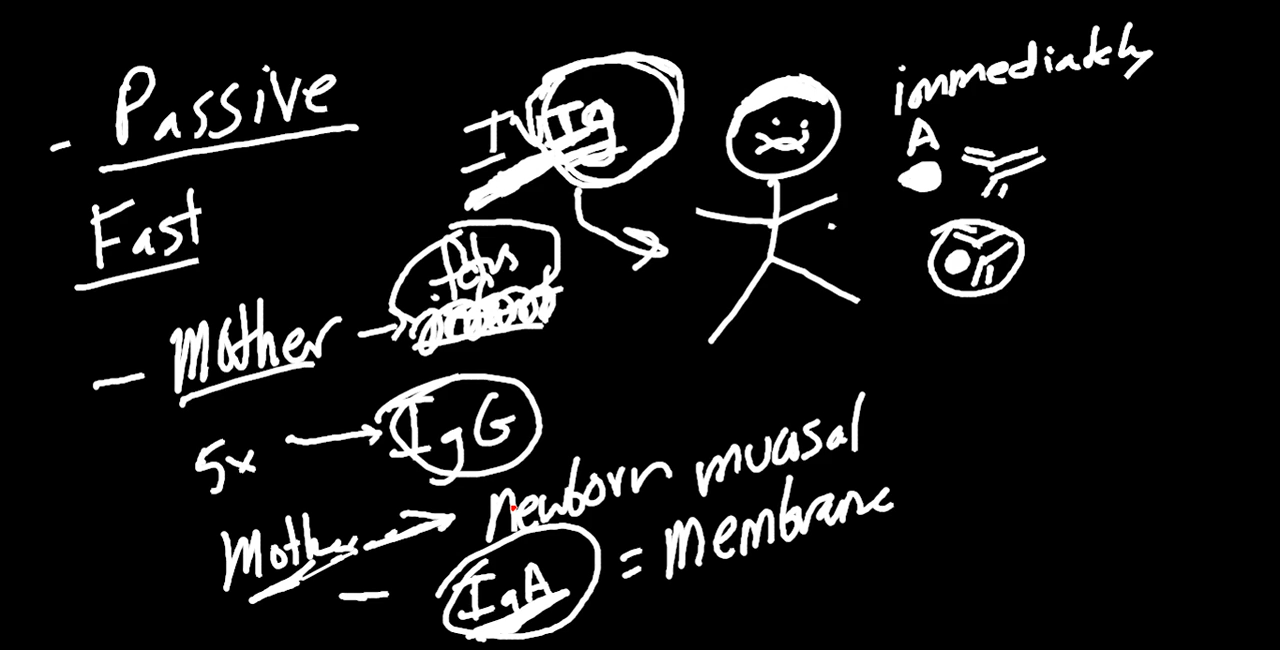 - Passive
IVIg
immediately
A
Fast
- Mother → fetus
5x → IgG
Mother → newborn mucosal
- IgA = membrane